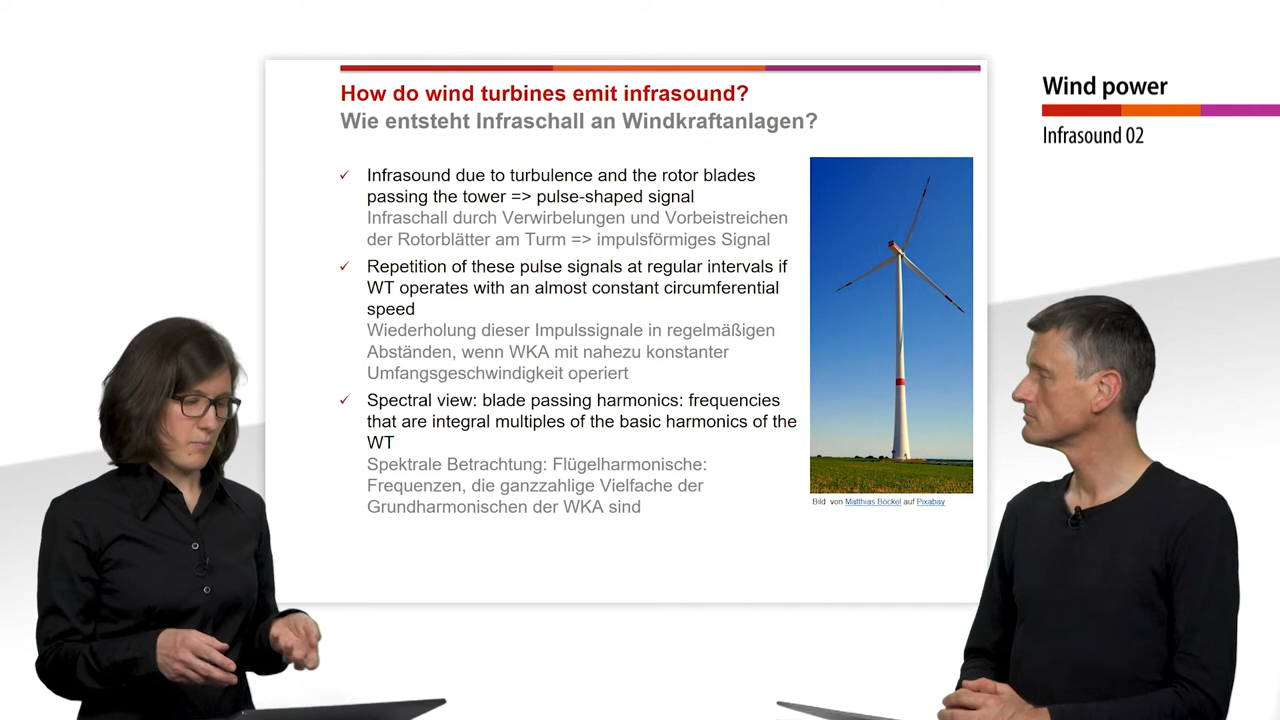 How do wind turbines emit infrasound?
Wie entsteht Infraschall an Windkraftanlagen?
Infrasound due to turbulence and the rotor blades
passing the tower => pulse-shaped signal
Infraschall durch Verwirbelungen und Vorbeistreichen
der Rotorblätter am Turm => impulsförmiges Signal
Repetition of these pulse signals at regular intervals if
WT operates with an almost constant circumferential
speed
Wiederholung dieser Impulssignale in regelmäßigen
Abständen, wenn WKA mit nahezu konstanter
Umfangsgeschwindigkeit operiert
Spectral view: blade passing harmonics: frequencies
that are integral multiples of the basic harmonics of the
WT
Spektrale Betrachtung: Flügelharmonische:
Frequenzen, die ganzzahlige Vielfache der
Grundharmonischen der WKA sind
Bild von Matthias Böckel auf Pixabay
Wind power
Infrasound 02